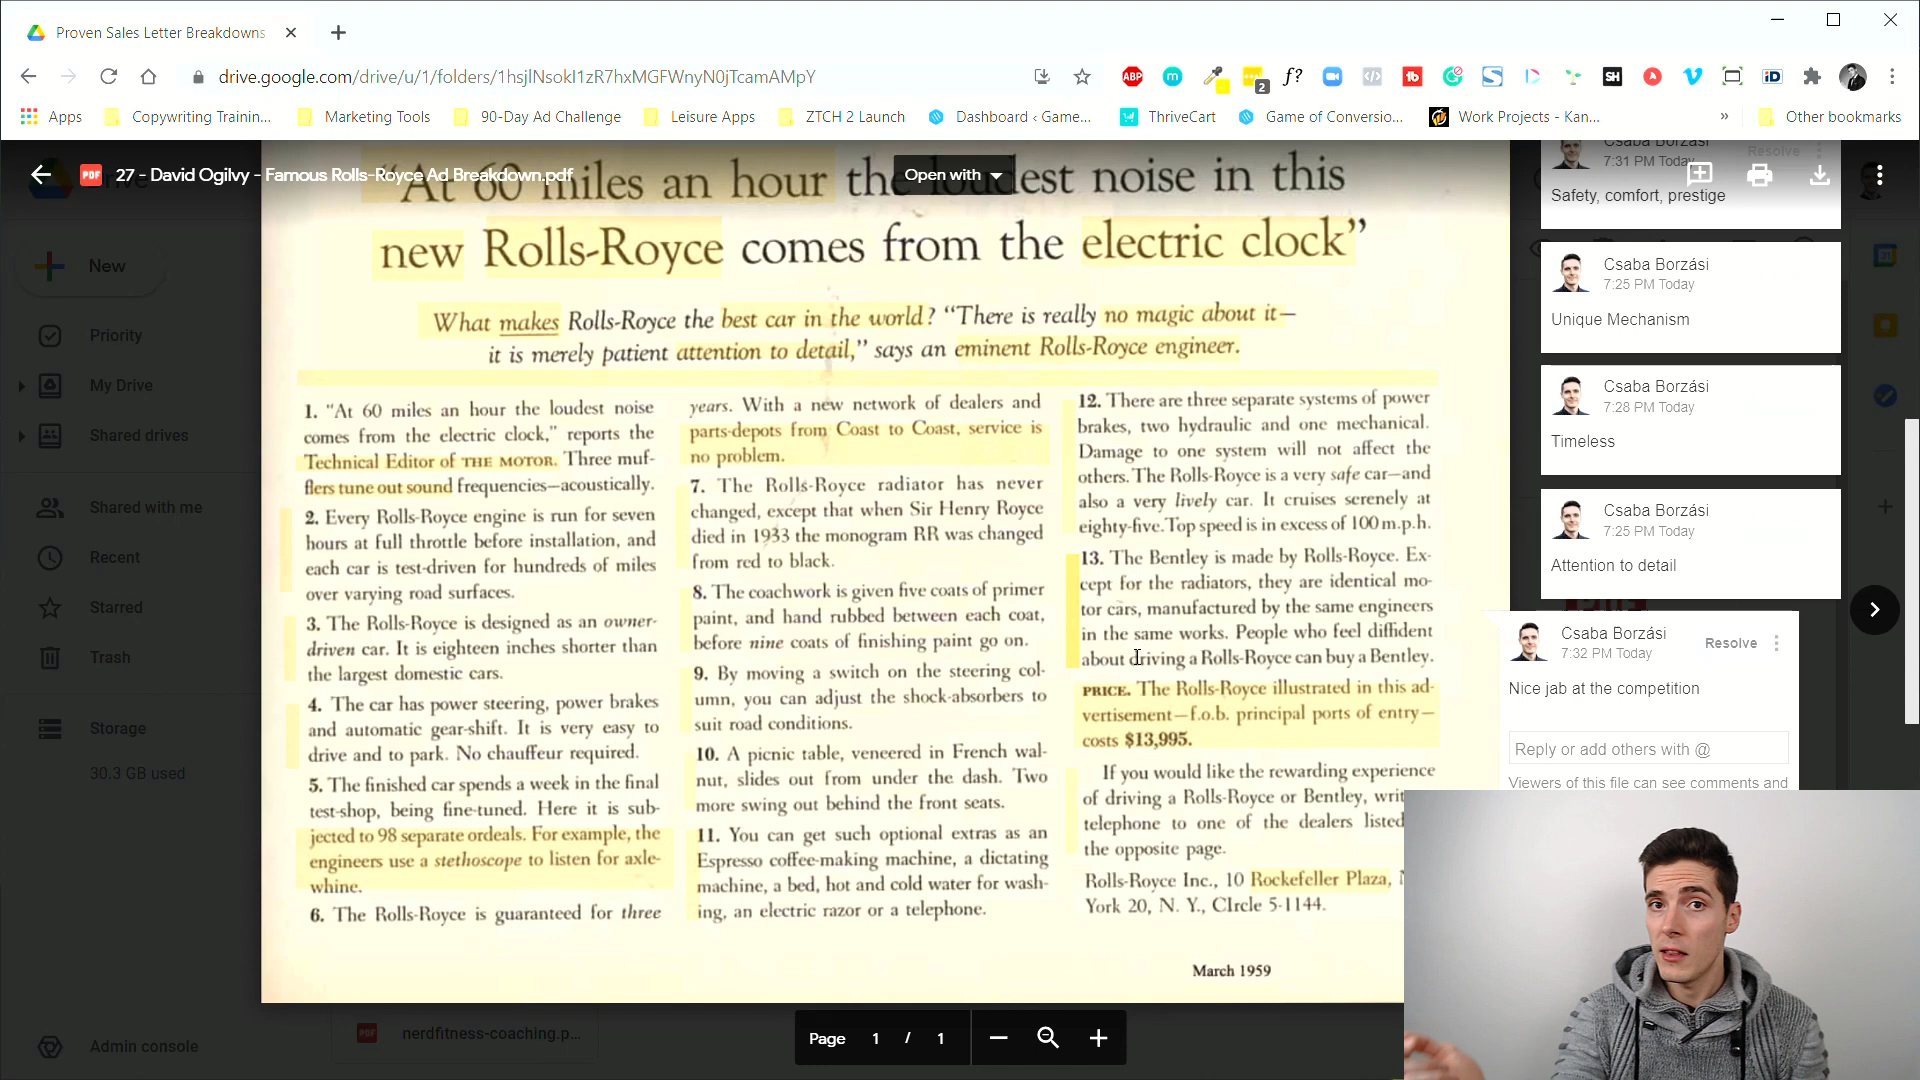 Proven Sales Letter Breakdowns
drive.google.com/drive/u/1/folders/1hsjlNsokI1zR7hxMGFWnyN0jTcamAMpY
ABP
m
2
f?
tb
S
SH
iD
Apps
Copywriting Trainin...
Marketing Tools
90-Day Ad Challenge
Leisure Apps
ZTCH 2 Launch
Dashboard ‹ Game...
ThriveCart
Game of Conversio...
Work Projects - Kan...
»
Other bookmarks
PDF
27 - David Ogilvy - Famous Rolls-Royce Ad Breakdown.pdf
Open with
New
Priority
My Drive
Shared drives
Shared with me
Recent
Starred
Trash
Storage
30.3 GB used
Admin console
“At 60 miles an hour the loudest noise in this
new Rolls-Royce comes from the electric clock”
What makes Rolls-Royce the best car in the world? “There is really no magic about it—
it is merely patient attention to detail,” says an eminent Rolls-Royce engineer.
1. “At 60 miles an hour the loudest noise
comes from the electric clock,” reports the
Technical Editor of THE MOTOR. Three muf-
flers tune out sound frequencies—acoustically.
2. Every Rolls-Royce engine is run for seven
hours at full throttle before installation, and
each car is test-driven for hundreds of miles
over varying road surfaces.
3. The Rolls-Royce is designed as an owner-
driven car. It is eighteen inches shorter than
the largest domestic cars.
4. The car has power steering, power brakes
and automatic gear-shift. It is very easy to
drive and to park. No chauffeur required.
5. The finished car spends a week in the final
test-shop, being fine-tuned. Here it is sub-
jected to 98 separate ordeals. For example, the
engineers use a stethoscope to listen for axle-
whine.
6. The Rolls-Royce is guaranteed for three
years. With a new network of dealers and
parts-depots from Coast to Coast, service is
no problem.
7. The Rolls-Royce radiator has never
changed, except that when Sir Henry Royce
died in 1933 the monogram RR was changed
from red to black.
8. The coachwork is given five coats of primer
paint, and hand rubbed between each coat,
before nine coats of finishing paint go on.
9. By moving a switch on the steering col-
umn, you can adjust the shock-absorbers to
suit road conditions.
10. A picnic table, veneered in French wal-
nut, slides out from under the dash. Two
more swing out behind the front seats.
11. You can get such optional extras as an
Espresso coffee-making machine, a dictating
machine, a bed, hot and cold water for wash-
ing, an electric razor or a telephone.
12. There are three separate systems of power
brakes, two hydraulic and one mechanical.
Damage to one system will not affect the
others. The Rolls-Royce is a very safe car—and
also a very lively car. It cruises serenely at
eighty-five. Top speed is in excess of 100 m.p.h.
13. The Bentley is made by Rolls-Royce. Ex-
cept for the radiators, they are identical mo-
tor cars, manufactured by the same engineers
in the same works. People who feel diffident
about driving a Rolls-Royce can buy a Bentley.
PRICE. The Rolls-Royce illustrated in this ad-
vertisement—f.o.b. principal ports of entry—
costs $13,995.
If you would like the rewarding experience
of driving a Rolls-Royce or Bentley, writ
telephone to one of the dealers listed
the opposite page.
Rolls-Royce Inc., 10 Rockefeller Plaza,
York 20, N. Y., CIrcle 5-1144.
March 1959
Csaba Borzási
7:31 PM Today
Resolve
Safety, comfort, prestige
Csaba Borzási
7:25 PM Today
Unique Mechanism
Csaba Borzási
7:28 PM Today
Timeless
Csaba Borzási
7:25 PM Today
Attention to detail
Csaba Borzási
7:32 PM Today
Resolve
Nice jab at the competition
Reply or add others with @
Viewers of this file can see comments and
nerdfitness-coaching.p...
Page 1 / 1